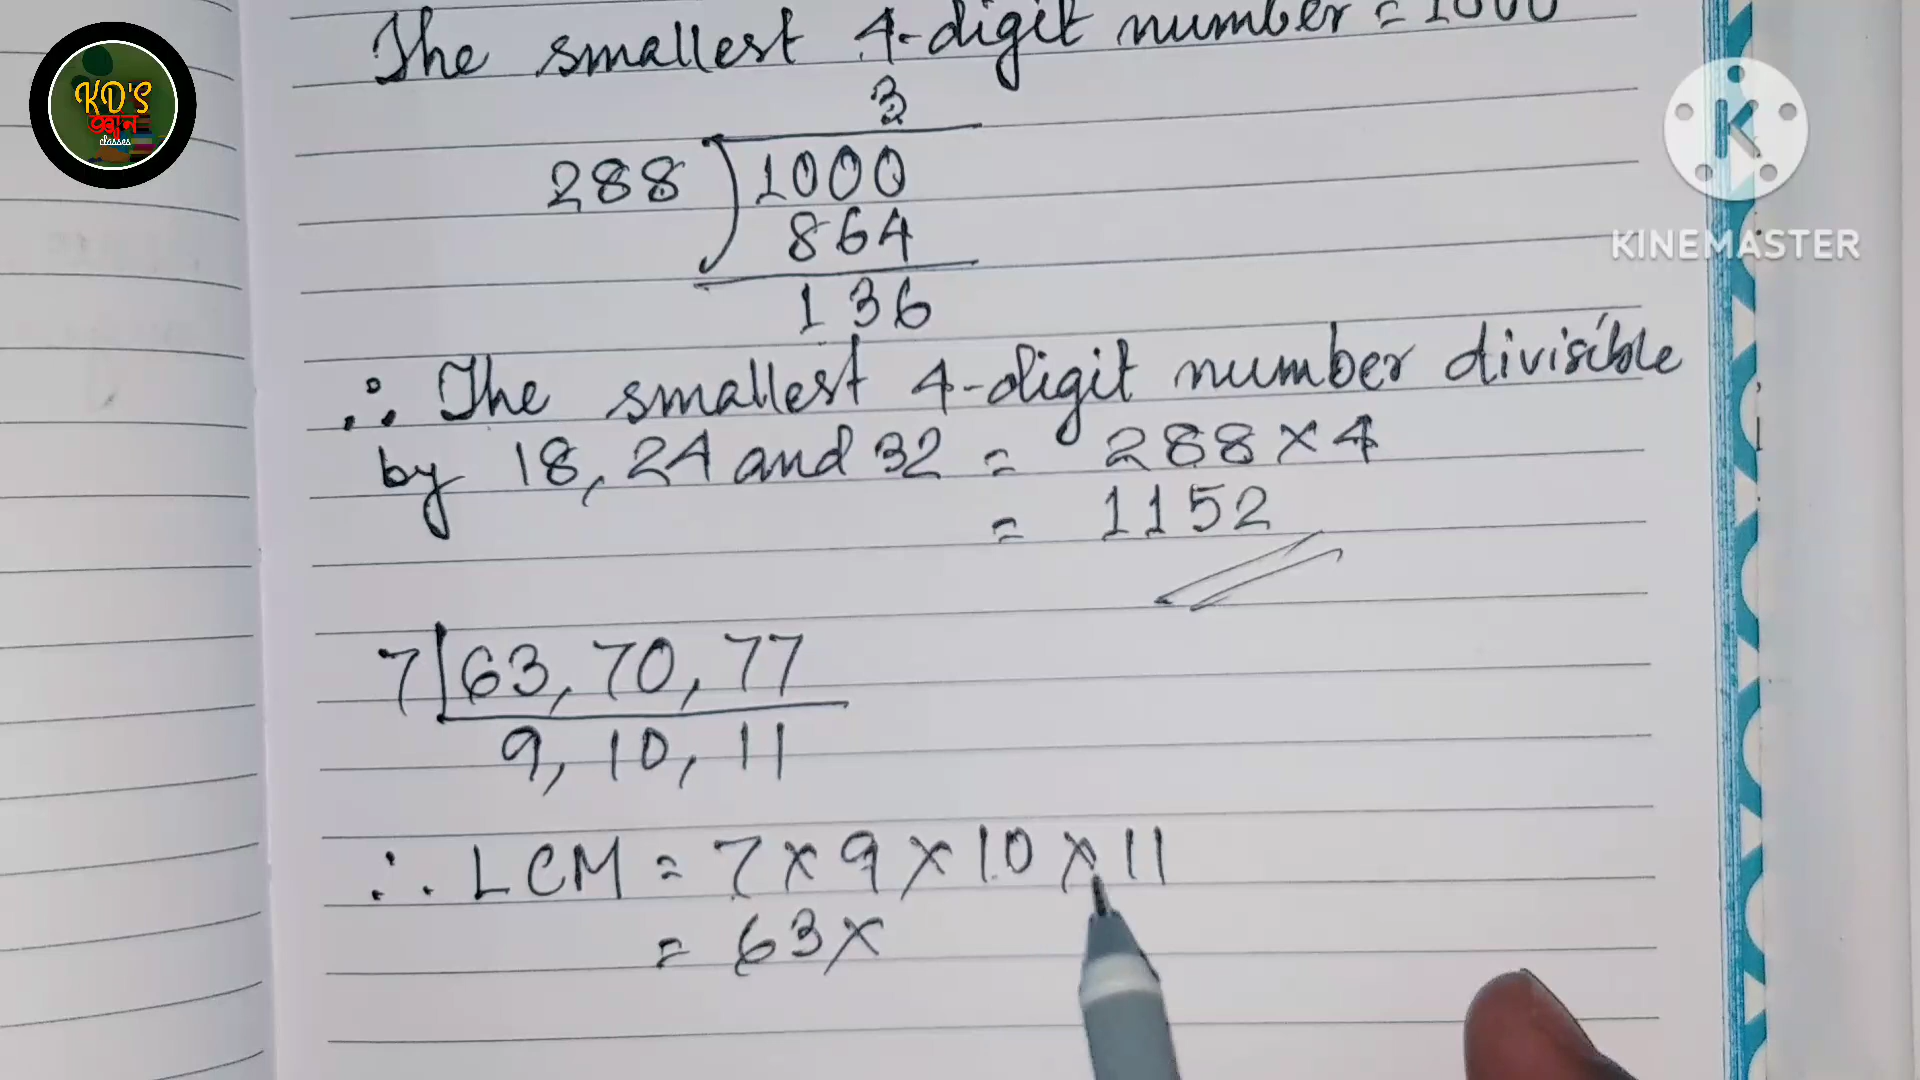 The smallest 4-digit number = 1000
KD'S
জ্ঞান
classes
3
288 ) 1000
864
136
KINEMASTER
∴ The smallest 4-digit number divisible
by 18, 24 and 32 = 288 × 4
= 1152
7 | 63, 70, 77
9, 10, 11
∴ LCM = 7 × 9 × 10 × 11
= 63 ×